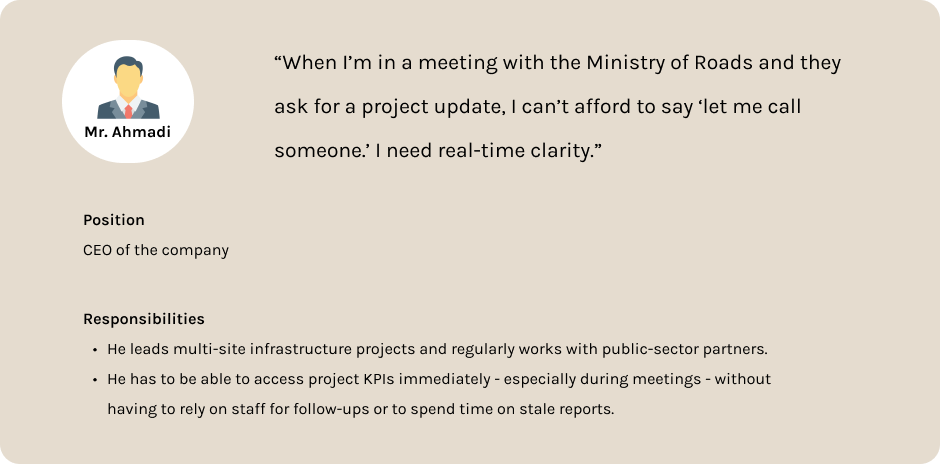 Mr. Ahmadi
“When I’m in a meeting with the Ministry of Roads and they
ask for a project update, I can’t afford to say ‘let me call
someone.’ I need real-time clarity.”
Position
CEO of the company
Responsibilities
• He leads multi-site infrastructure projects and regularly works with public-sector partners.
• He has to be able to access project KPIs immediately - especially during meetings - without
having to rely on staff for follow-ups or to spend time on stale reports.